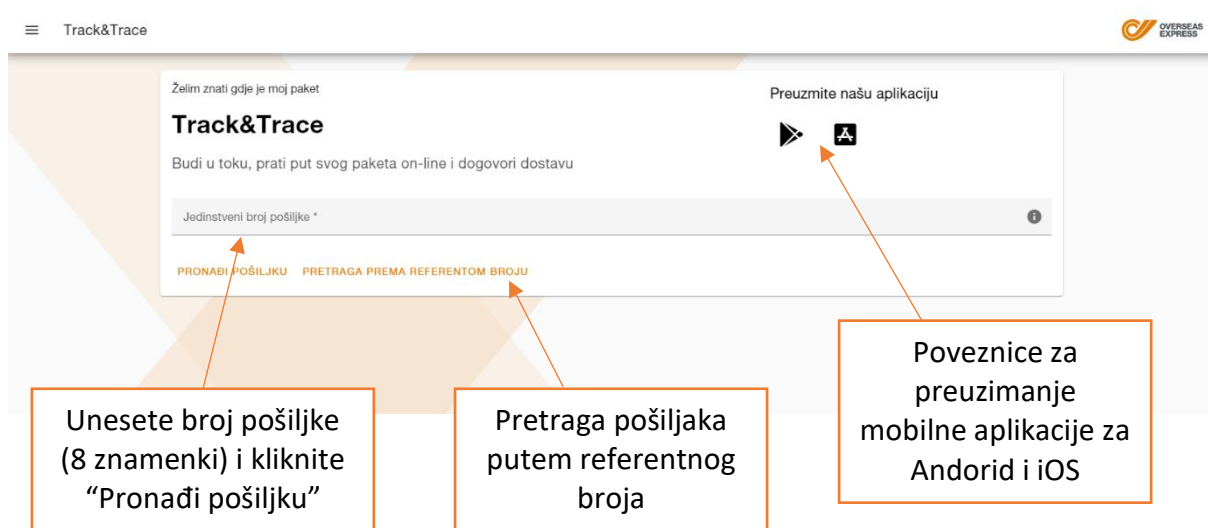 Track&Trace
OVERSEAS
EXPRESS
Želim znati gdje je moj paket
Preuzmite našu aplikaciju
Track&Trace
Budi u toku, prati put svog paketa on-line i dogovori dostavu
Jedinstveni broj pošiljke *
PRONAĐI POŠILJKU PRETRAGA PREMA REFERENTOM BROJU
Unesete broj pošiljke
(8 znamenki) i kliknite
“Pronađi pošiljku”
Pretraga pošiljaka
putem referentnog
broja
Poveznice za
preuzimanje
mobilne aplikacije za
Andorid i iOS